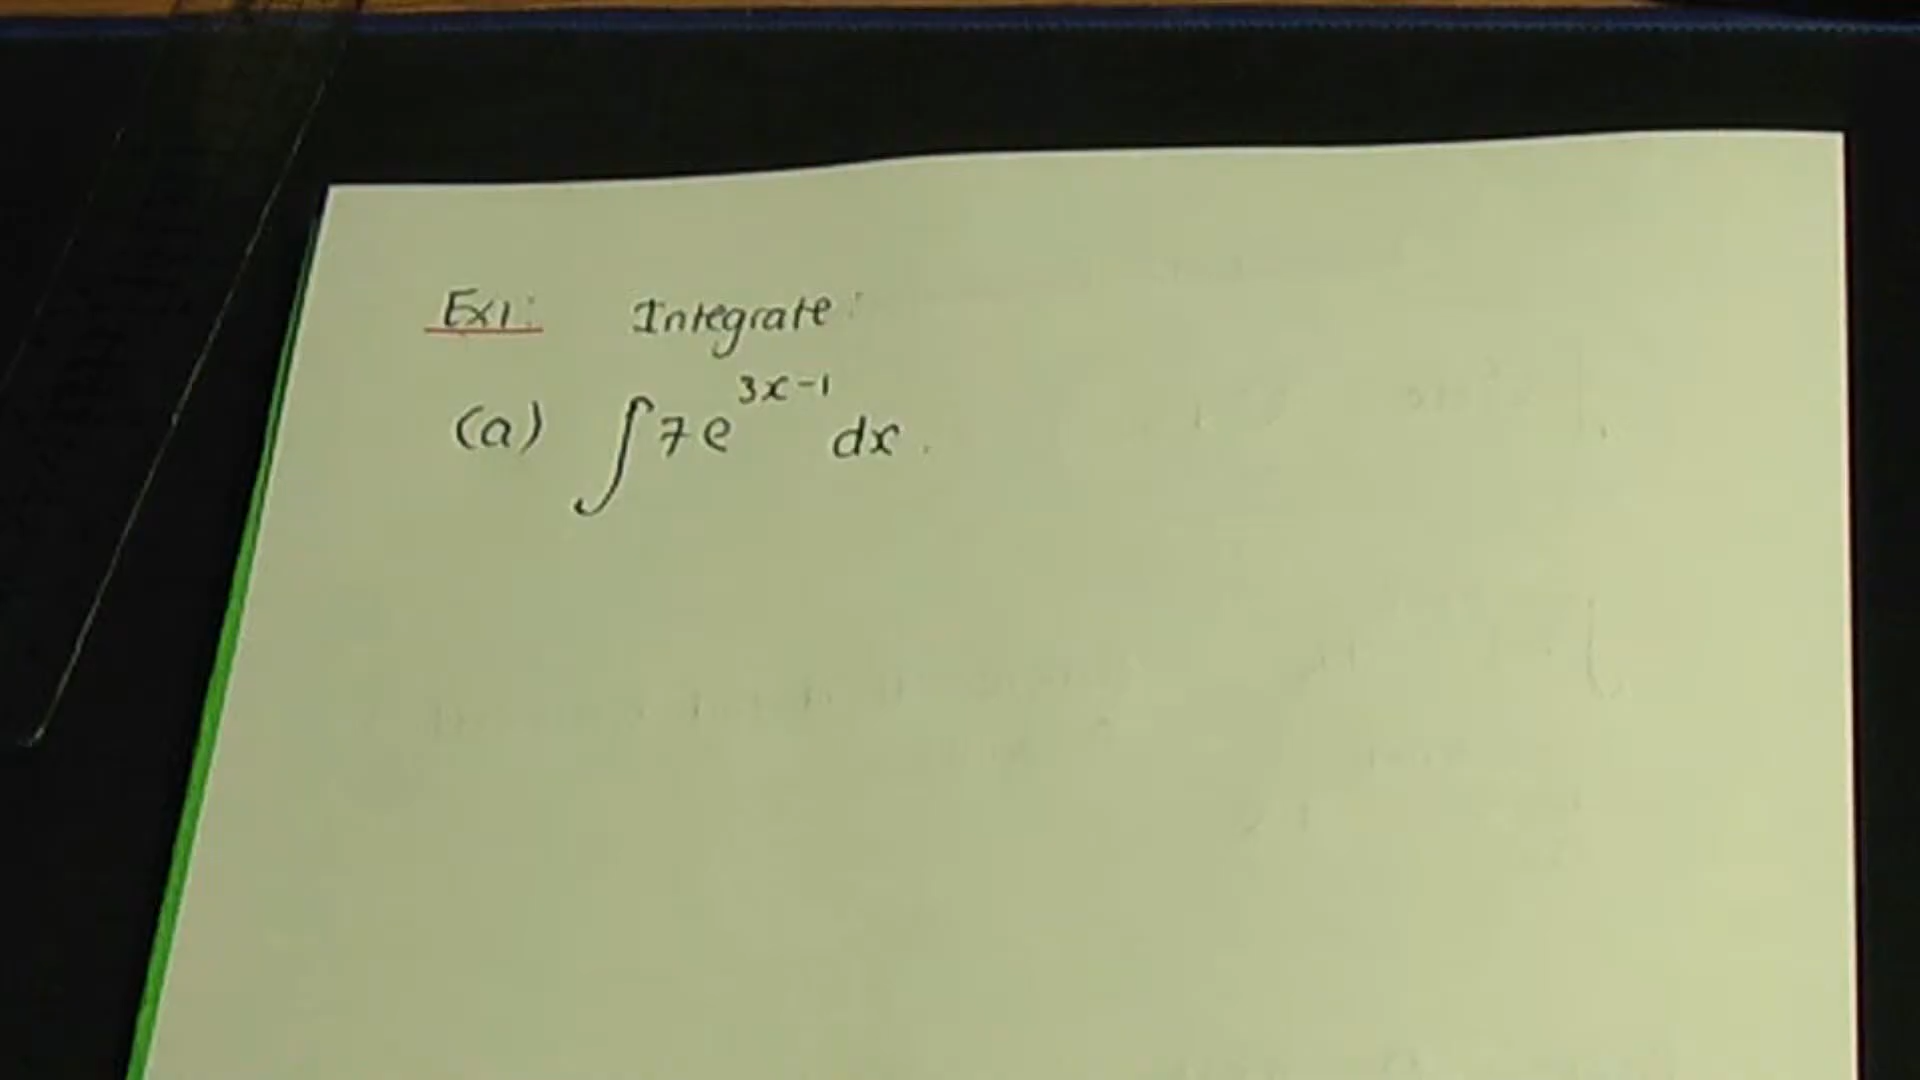 Ex1: Integrate:
(a) ∫7e^{3x-1} dx.